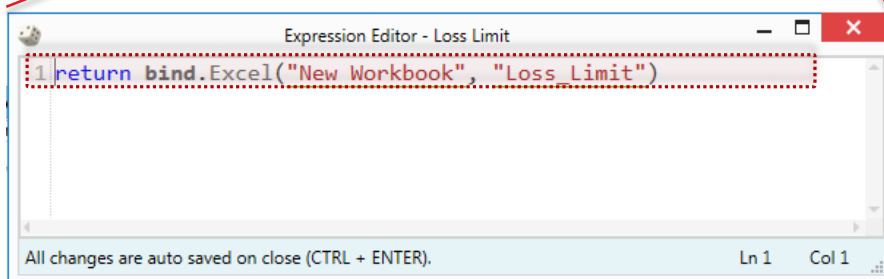 Expression Editor - Loss Limit
1 return bind.Excel("New Workbook", "Loss_Limit")
All changes are auto saved on close (CTRL + ENTER). Ln 1 Col 1